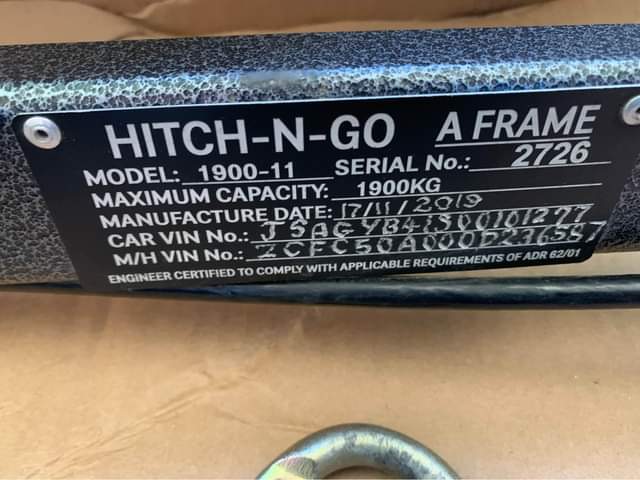 HITCH-N-GO A FRAME
MODEL: 1900-11 SERIAL No.: 2726
MAXIMUM CAPACITY: 1900KG
MANUFACTURE DATE: 17/11/2019
CAR VIN No.:
M/H VIN No.:
ENGINEER CERTIFIED TO COMPLY WITH APPLICABLE REQUIREMENTS OF ADR 62/01